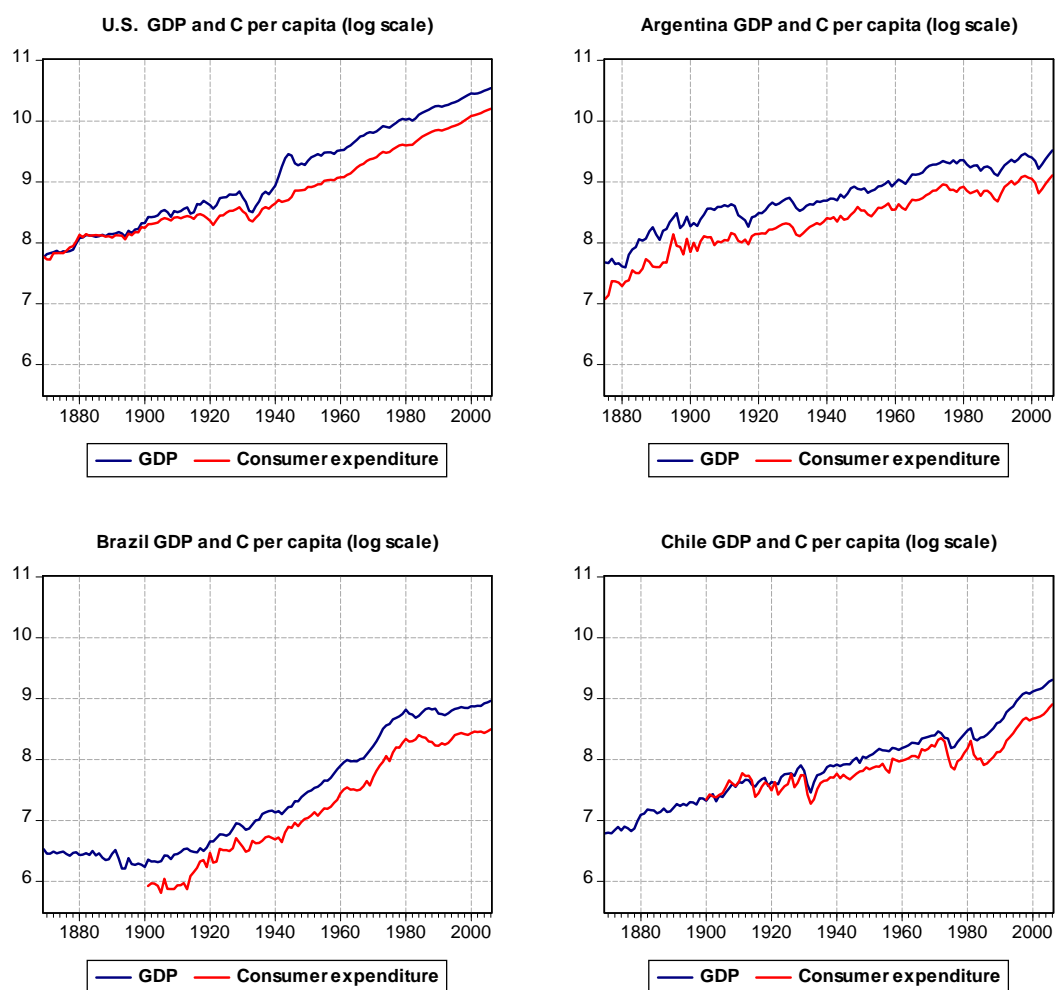 U.S. GDP and C per capita (log scale)
11
10
9
8
7
6
1880 1900 1920 1940 1960 1980 2000
GDP Consumer expenditure
Argentina GDP and C per capita (log scale)
11
10
9
8
7
6
1880 1900 1920 1940 1960 1980 2000
GDP Consumer expenditure
Brazil GDP and C per capita (log scale)
11
10
9
8
7
6
1880 1900 1920 1940 1960 1980 2000
GDP Consumer expenditure
Chile GDP and C per capita (log scale)
11
10
9
8
7
6
1880 1900 1920 1940 1960 1980 2000
GDP Consumer expenditure